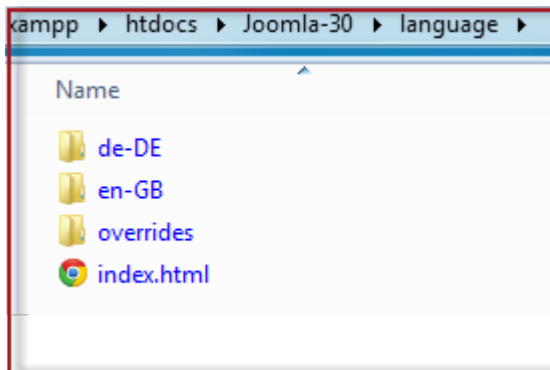 xampp ▸ htdocs ▸ Joomla-30 ▸ language ▸
Name
de-DE
en-GB
overrides
index.html